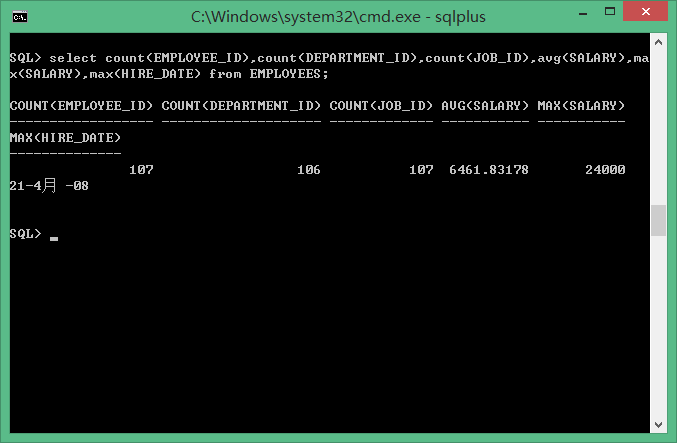 C:\Windows\system32\cmd.exe - sqlplus
SQL> select count(EMPLOYEE_ID),count(DEPARTMENT_ID),count(JOB_ID),avg(SALARY),ma
x(SALARY),max(HIRE_DATE) from EMPLOYEES;
COUNT(EMPLOYEE_ID) COUNT(DEPARTMENT_ID) COUNT(JOB_ID) AVG(SALARY) MAX(SALARY)
------------------ -------------------- ------------- ----------- -----------
MAX(HIRE_DATE)
--------------
107 106 107 6461.83178 24000
21-4月 -08
SQL> _